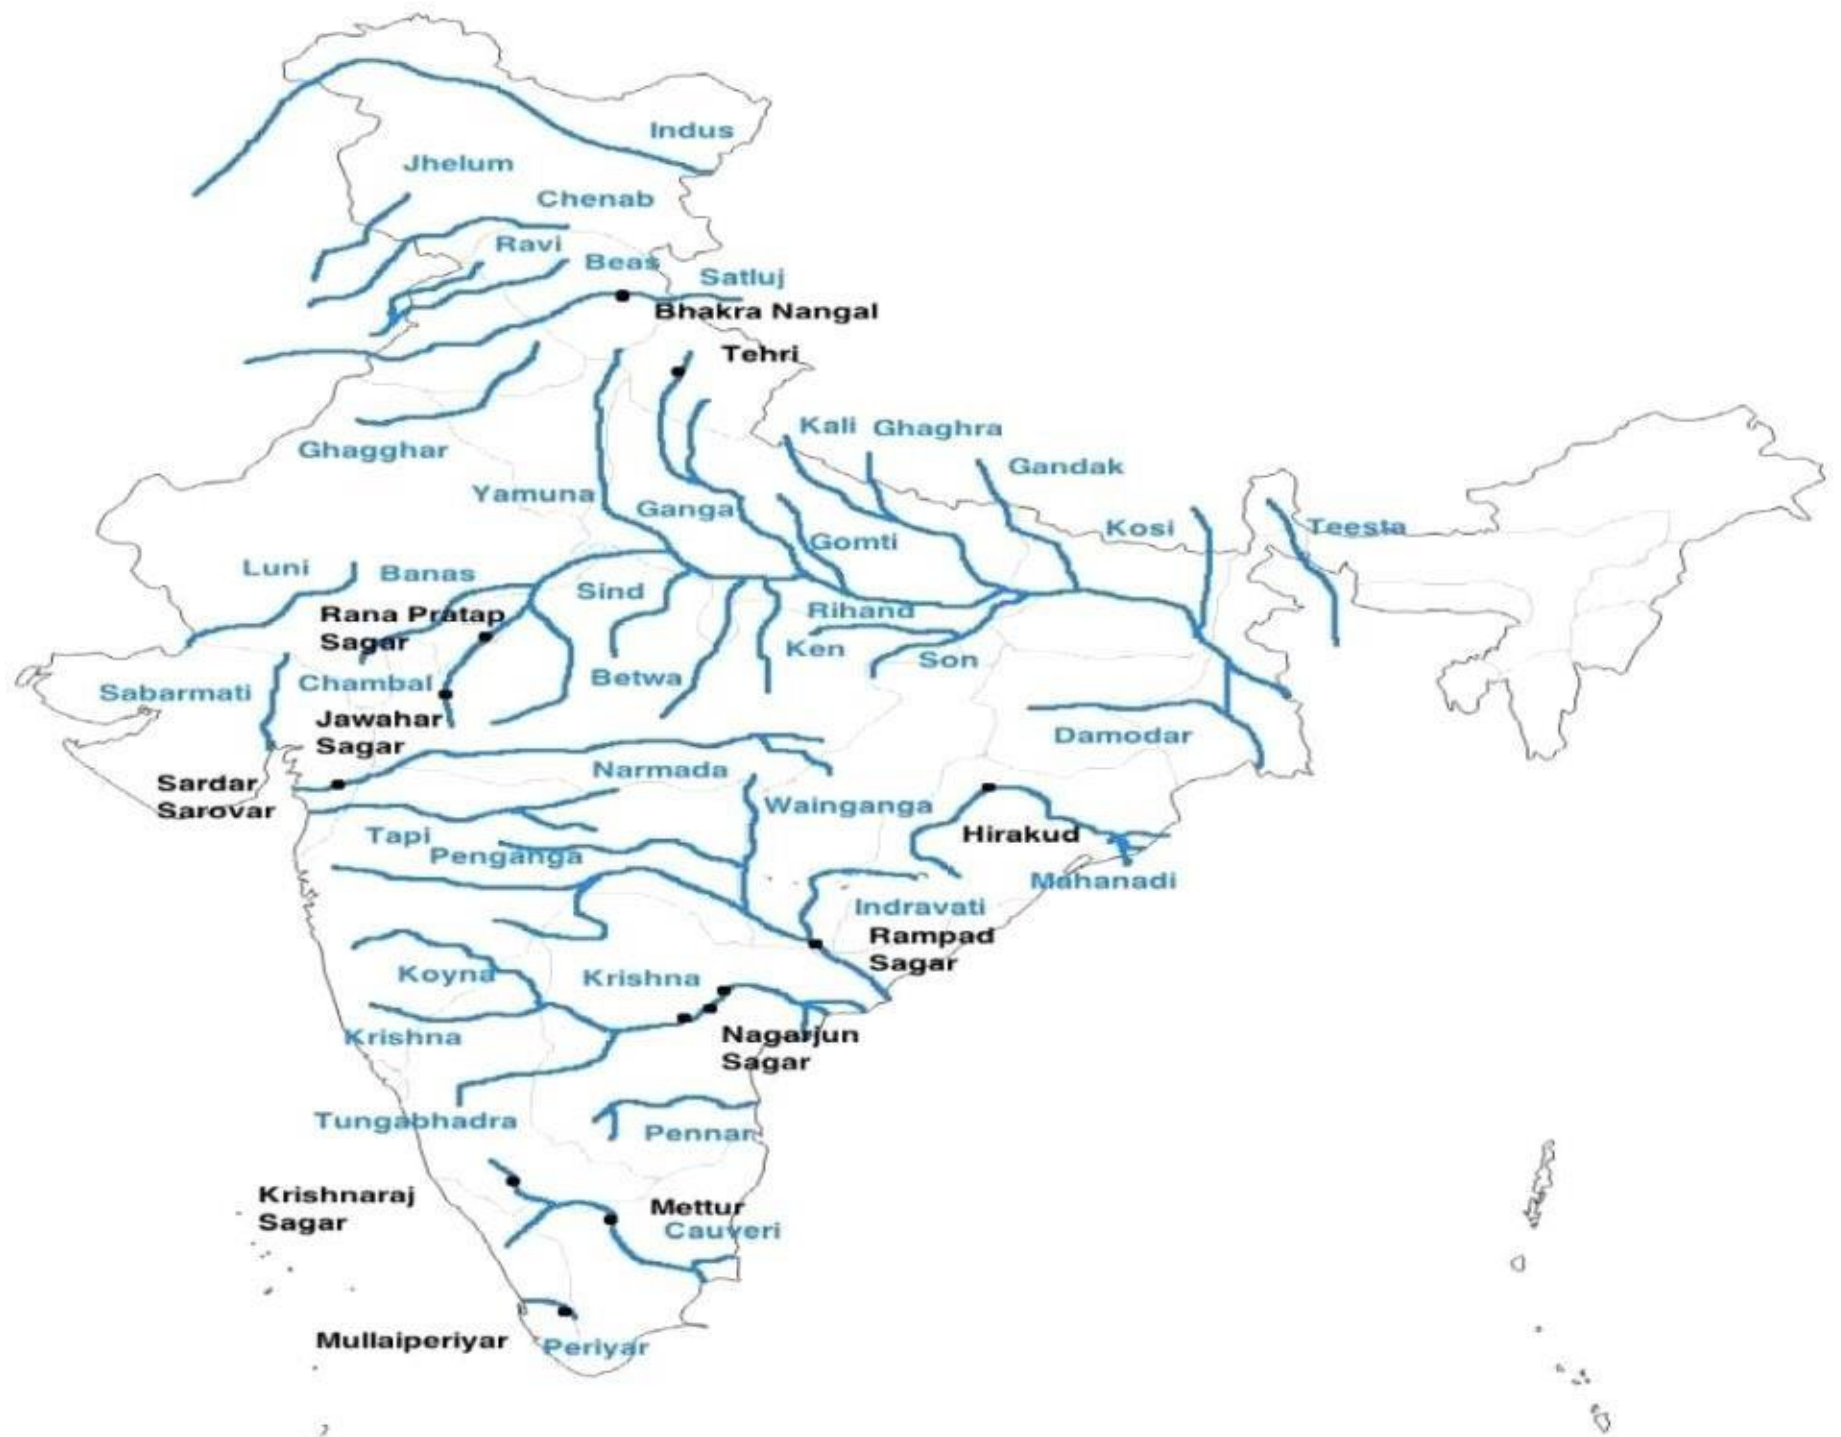 Indus
Jhelum
Chenab
Ravi
Beas
Satluj
Bhakra Nangal
Tehri
Kali
Ghaghra
Ghagghar
Gandak
Yamuna
Ganga
Kosi
Teesta
Gomti
Luni
Banas
Sind
Rihand
Rana Pratap
Sagar
Ken
Son
Betwa
Sabarmati
Chambal
Jawahar
Sagar
Damodar
Narmada
Sardar
Sarovar
Wainganga
Tapi
Hirakud
Penganga
Mahanadi
Indravati
Rampad
Sagar
Koyna
Krishna
Krishna
Nagarjun
Sagar
Tungabhadra
Pennar
Krishnaraj
Sagar
Mettur
Cauveri
Mullaiperiyar
Periyar